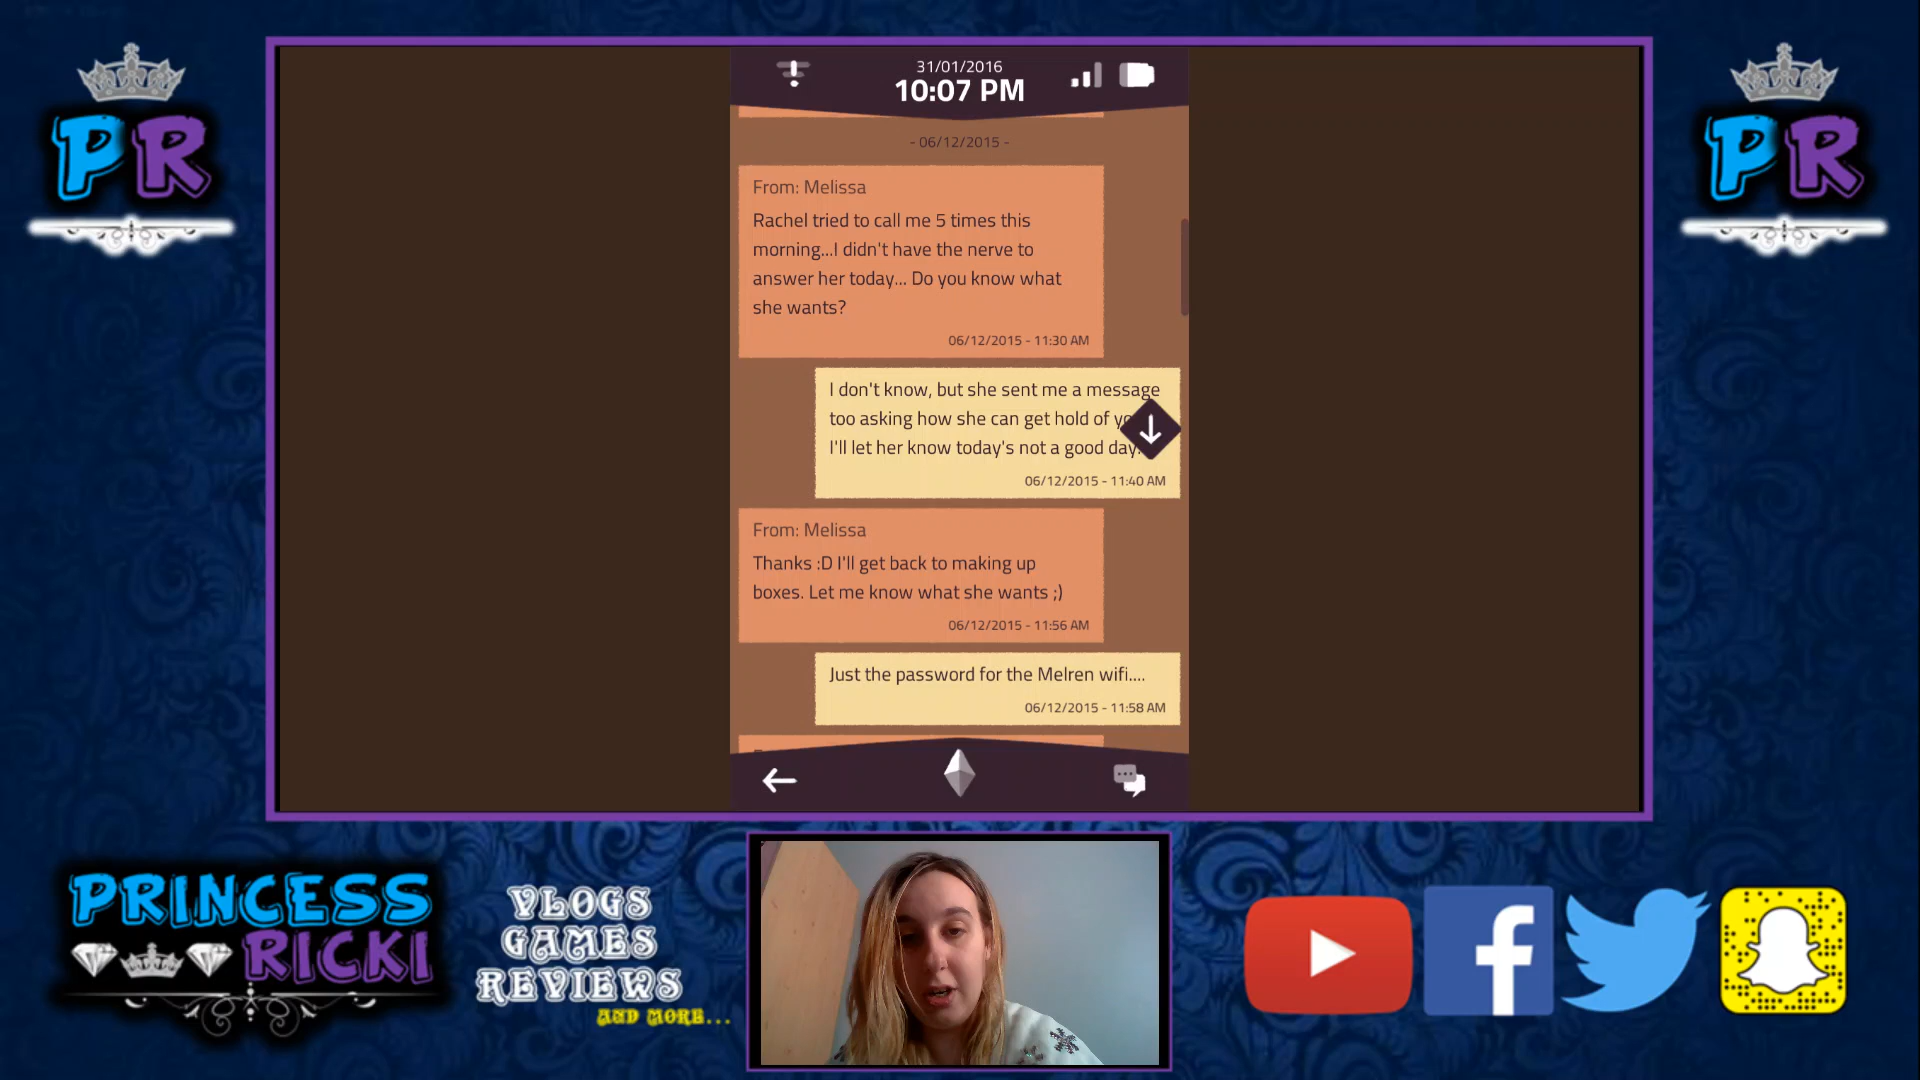 31/01/2016
10:07 PM
- 06/12/2015 -
From: Melissa
Rachel tried to call me 5 times this
morning...I didn't have the nerve to
answer her today... Do you know what
she wants?
06/12/2015 - 11:30 AM
I don't know, but she sent me a message
too asking how she can get hold of
I'll let her know today's not a good day.
06/12/2015 - 11:40 AM
From: Melissa
Thanks :D I'll get back to making up
boxes. Let me know what she wants ;)
06/12/2015 - 11:56 AM
Just the password for the Melren wifi....
06/12/2015 - 11:58 AM
PR
PR
PRINCESS
RICKI
VLOGS
GAMES
REVIEWS
AND MORE...
f